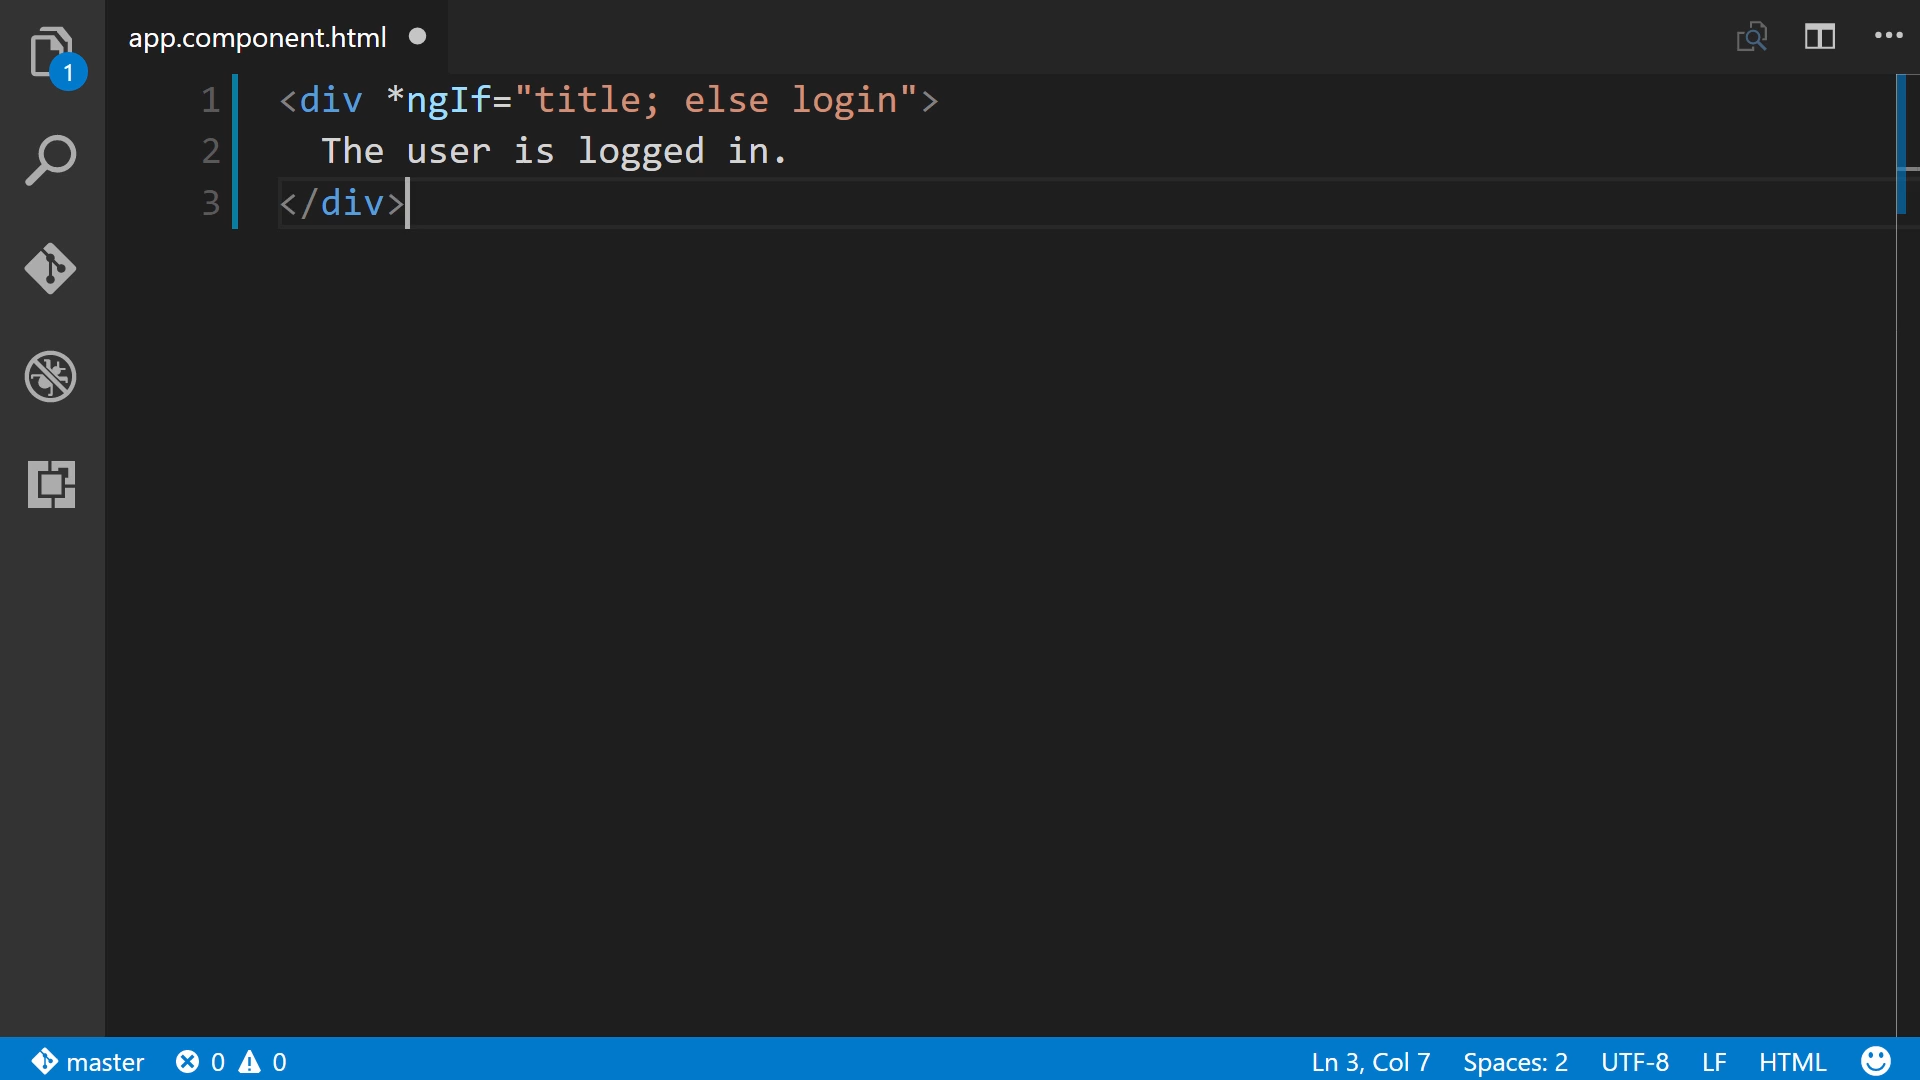 app.component.html
1
1 <div *ngIf="title; else login">
2   The user is logged in.
3 </div>
master 0 0 Ln 3, Col 7 Spaces: 2 UTF-8 LF HTML